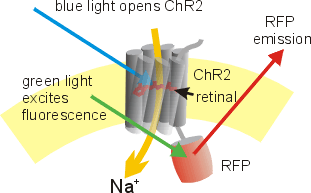 blue light opens ChR2
RFP
emission
ChR2
retinal
green light
excites
fluorescence
RFP
Na+